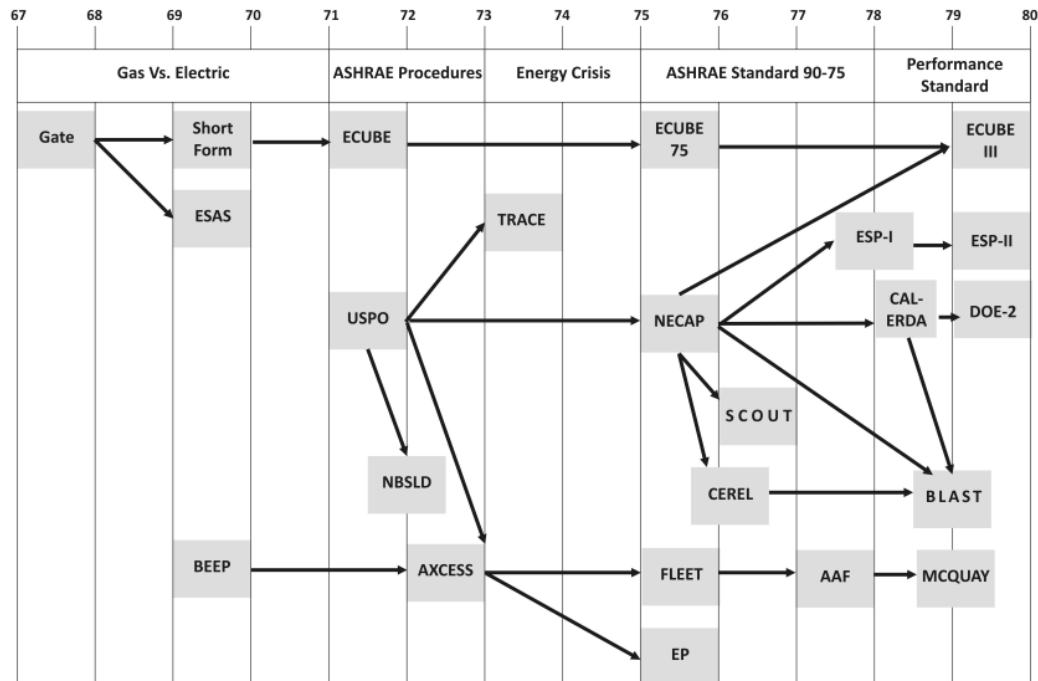 67 68 69 70 71 72 73 74 75 76 77 78 79 80
Gas Vs. Electric
ASHRAE Procedures
Energy Crisis
ASHRAE Standard 90-75
Performance
Standard
Gate
Short
Form
ECUBE
ECUBE
75
ECUBE
III
ESAS
TRACE
ESP-I
ESP-II
USPO
NECAP
CAL-
ERDA
DOE-2
S C O U T
NBSLD
CEREL
B L A S T
BEEP
AXCESS
FLEET
AAF
MCQUAY
EP